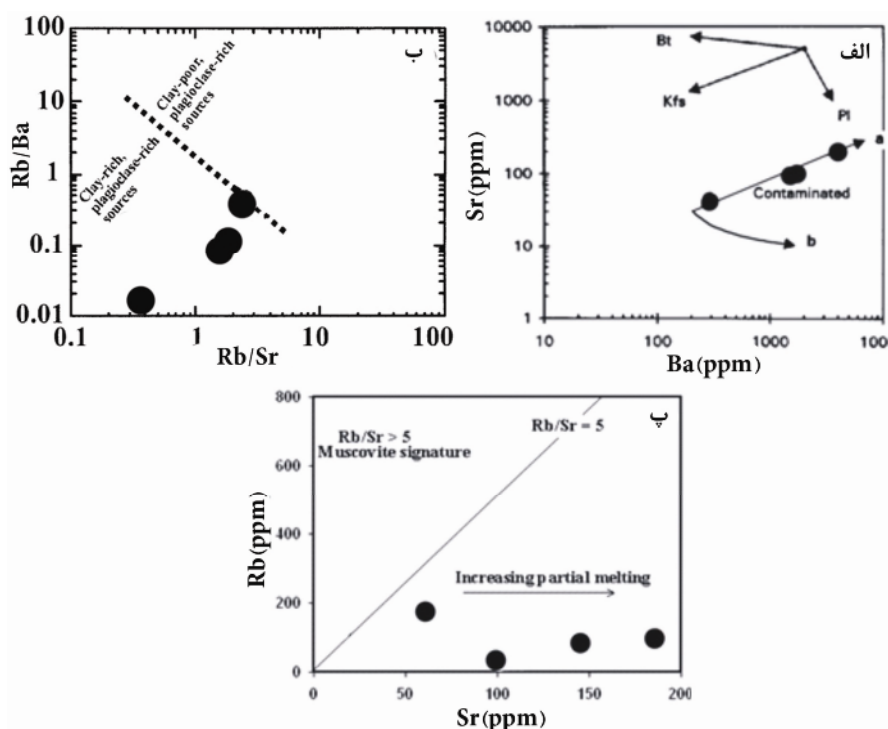 ب
100
10
1
0.1
0.01
0.1
1
10
100
Rb/Ba
Rb/Sr
Clay-poor,
plagioclase-rich
sources
Clay-rich,
plagioclase-rich
sources
الف
10000
1000
100
10
1
10
100
1000
100
Sr(ppm)
Ba(ppm)
Bt
Kfs
Pl
a
Contaminated
b
پ
800
600
400
200
0
0
50
100
150
200
Rb(ppm)
Sr(ppm)
Rb/Sr > 5
Muscovite signature
Rb/Sr = 5
Increasing partial melting